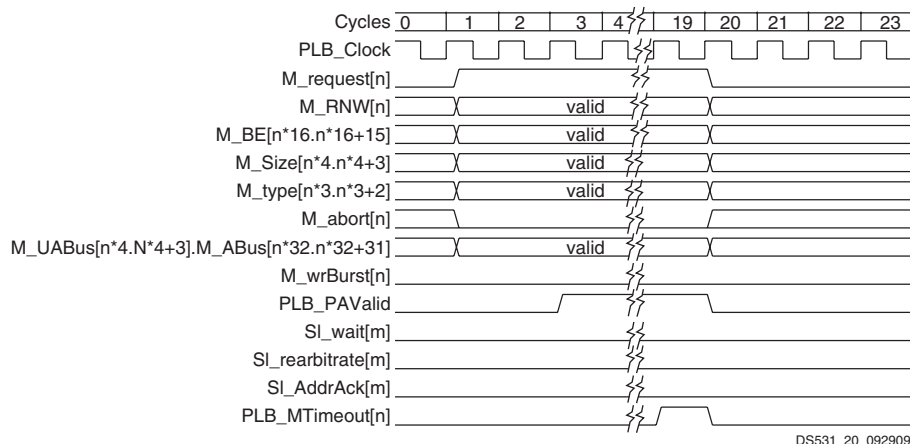 Cycles 0 1 2 3 4 19 20 21 22 23
PLB_Clock
M_request[n]
M_RNW[n] valid
M_BE[n*16.n*16+15] valid
M_Size[n*4.n*4+3] valid
M_type[n*3.n*3+2] valid
M_abort[n]
M_UABus[n*4.N*4+3].M_ABus[n*32.n*32+31] valid
M_wrBurst[n]
PLB_PAValid
Sl_wait[m]
Sl_rearbitrate[m]
Sl_AddrAck[m]
PLB_MTimeout[n]
DS531_20_092909